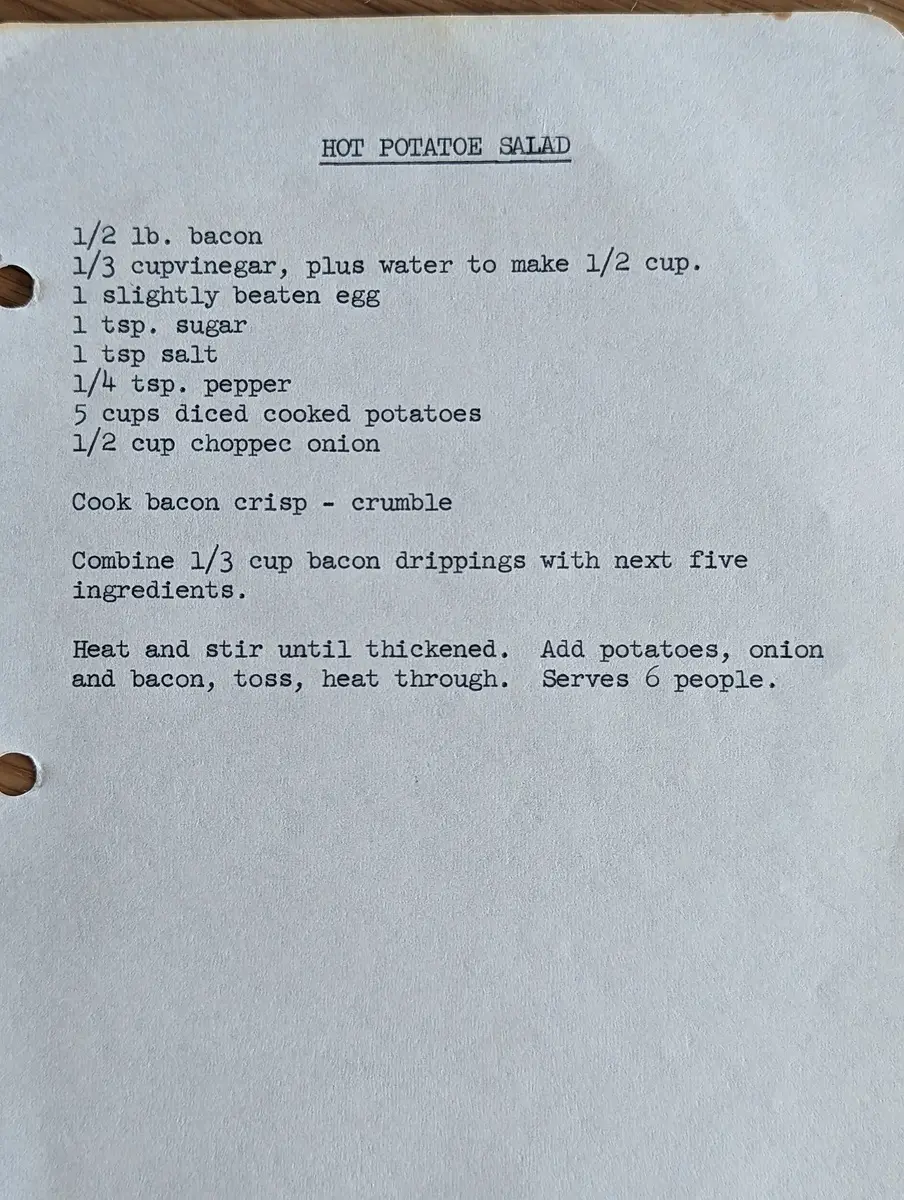 HOT POTATOE SALAD
1/2 lb. bacon
1/3 cupvinegar, plus water to make 1/2 cup.
1 slightly beaten egg
1 tsp. sugar
1 tsp salt
1/4 tsp. pepper
5 cups diced cooked potatoes
1/2 cup choppec onion
Cook bacon crisp - crumble
Combine 1/3 cup bacon drippings with next five
ingredients.
Heat and stir until thickened.  Add potatoes, onion
and bacon, toss, heat through.  Serves 6 people.